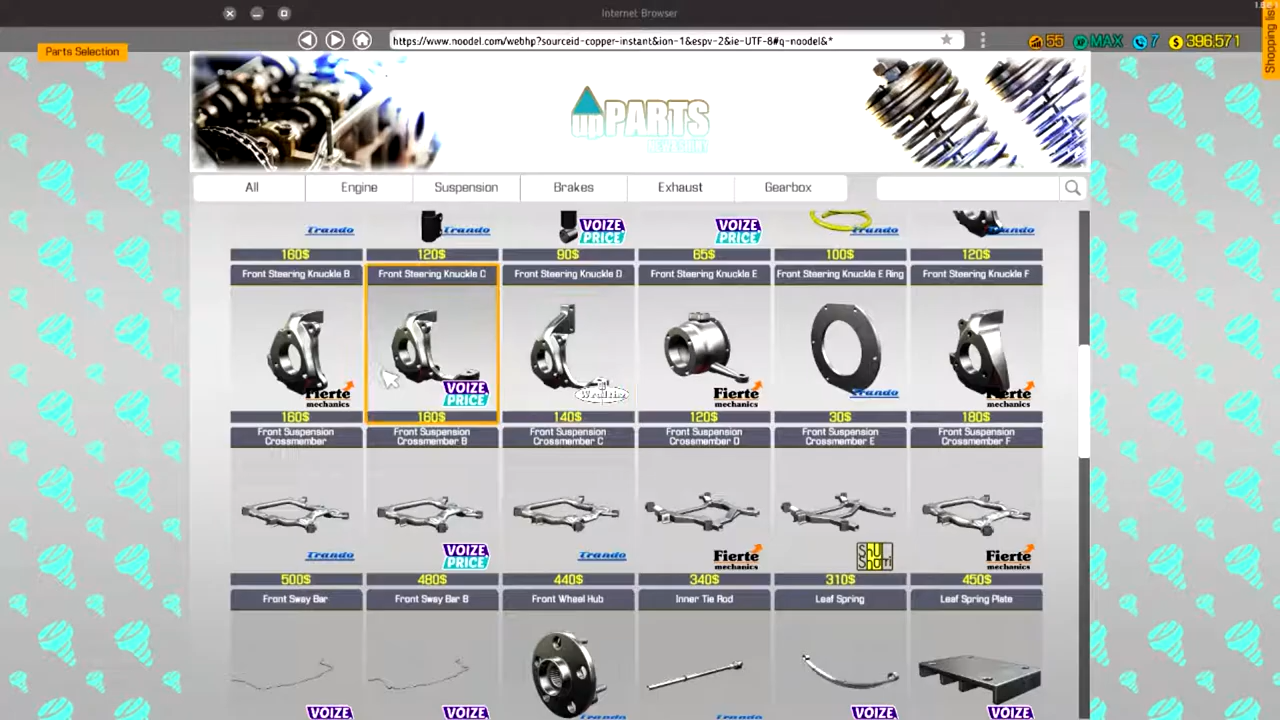 Internet Browser
Parts Selection
https://www.noodel.com/webhp?sourceid-copper-instant&ion-1&espv-2&ie-UTF-8#q-noodel&*
55
MAX
7
$ 396,571
Shopping list
upPARTS
All
Engine
Suspension
Brakes
Exhaust
Gearbox
Trando
Trando
VOIZE PRICE
VOIZE PRICE
Trando
Trando
160$
120$
90$
65$
100$
120$
Front Steering Knuckle B
Front Steering Knuckle C
Front Steering Knuckle D
Front Steering Knuckle E
Front Steering Knuckle E Ring
Front Steering Knuckle F
Fierte mechanics
VOIZE PRICE
Fierte mechanics
Trando
Fierte mechanics
160$
160$
140$
120$
30$
180$
Front Suspension Crossmember
Front Suspension Crossmember B
Front Suspension Crossmember C
Front Suspension Crossmember D
Front Suspension Crossmember E
Front Suspension Crossmember F
Trando
VOIZE PRICE
Trando
Fierte mechanics
Fierte mechanics
500$
480$
440$
340$
310$
450$
Front Sway Bar
Front Sway Bar B
Front Wheel Hub
Inner Tie Rod
Leaf Spring
Leaf Spring Plate
VOIZE
VOIZE
Trando
Trando
VOIZE
VOIZE